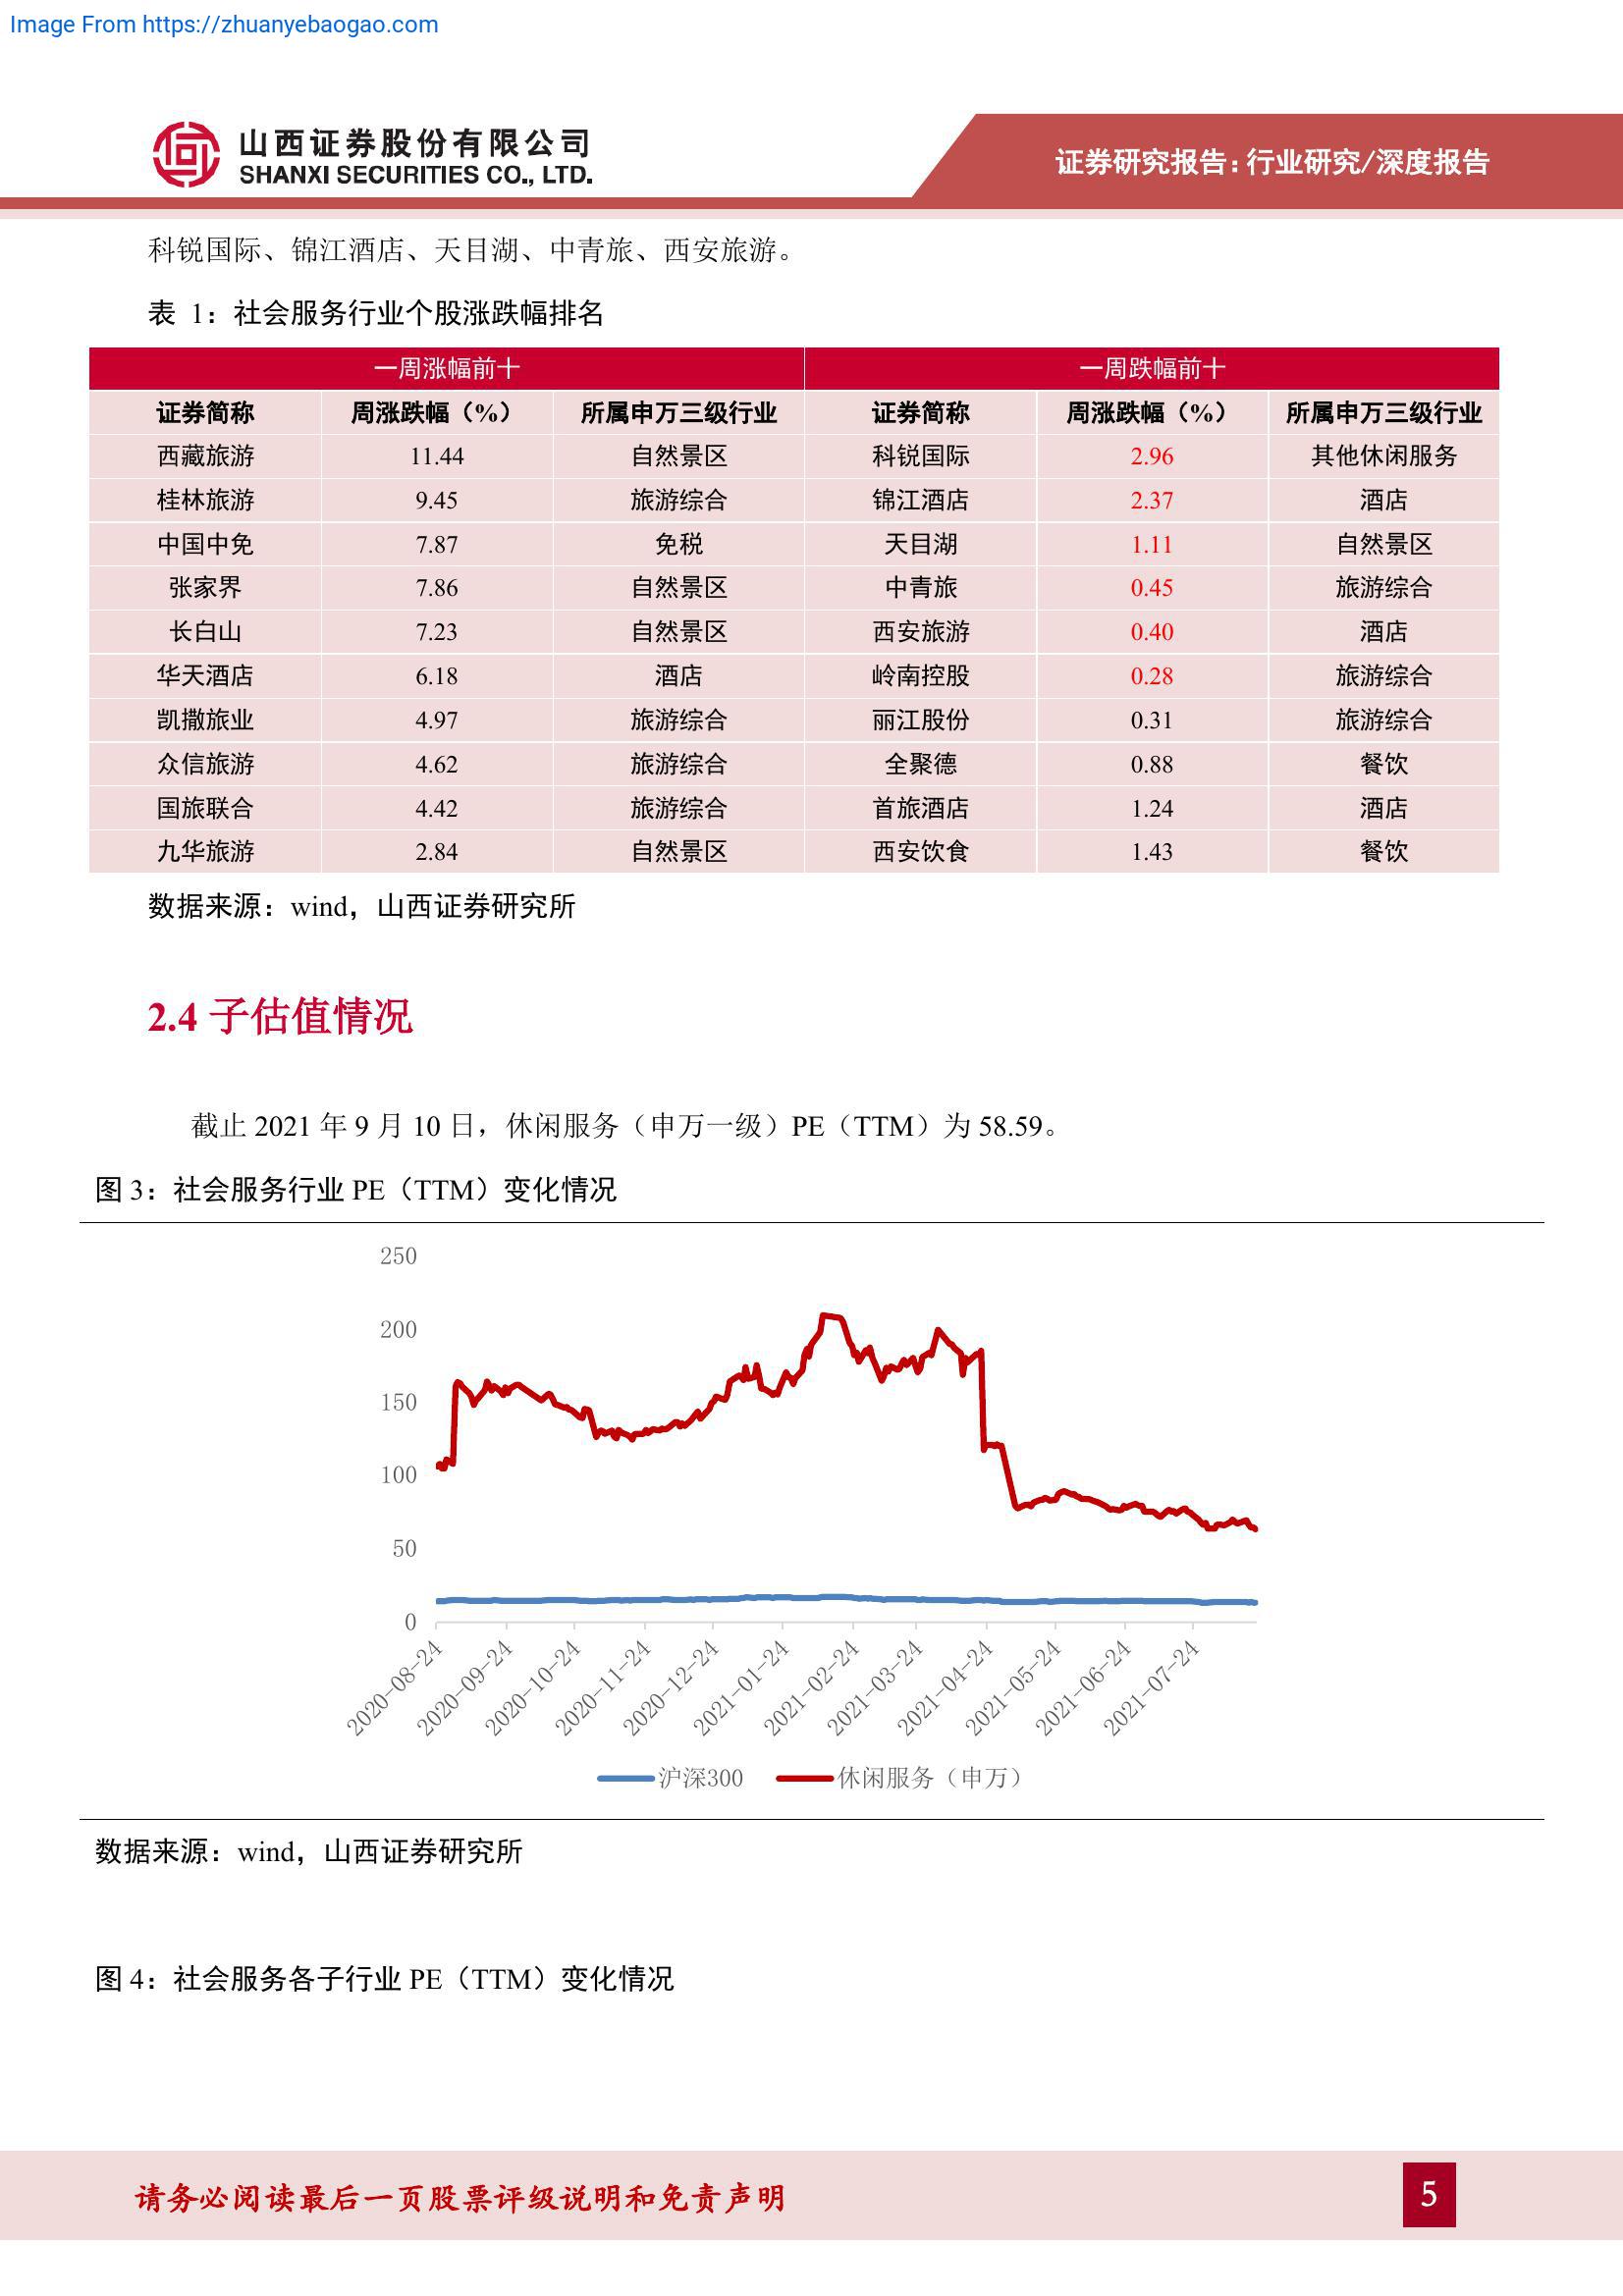 Image From https://zhuanyebaogao.com
山西证券股份有限公司
SHANXI SECURITIES CO., LTD.
证券研究报告：行业研究/深度报告
科锐国际、锦江酒店、天目湖、中青旅、西安旅游。
表 1：社会服务行业个股涨跌幅排名
一周涨幅前十 一周跌幅前十
证券简称 周涨跌幅（%） 所属申万三级行业 证券简称 周涨跌幅（%） 所属申万三级行业
西藏旅游 11.44 自然景区 科锐国际 2.96 其他休闲服务
桂林旅游 9.45 旅游综合 锦江酒店 2.37 酒店
中国中免 7.87 免税 天目湖 1.11 自然景区
张家界 7.86 自然景区 中青旅 0.45 旅游综合
长白山 7.23 自然景区 西安旅游 0.40 酒店
华天酒店 6.18 酒店 岭南控股 0.28 旅游综合
凯撒旅业 4.97 旅游综合 丽江股份 0.31 旅游综合
众信旅游 4.62 旅游综合 全聚德 0.88 餐饮
国旅联合 4.42 旅游综合 首旅酒店 1.24 酒店
九华旅游 2.84 自然景区 西安饮食 1.43 餐饮
数据来源：wind，山西证券研究所
2.4 子估值情况
截止 2021 年 9 月 10 日，休闲服务（申万一级）PE（TTM）为 58.59。
图 3：社会服务行业 PE（TTM）变化情况
250
200
150
100
50
0
2020-08-24 2020-09-24 2020-10-24 2020-11-24 2020-12-24 2021-01-24 2021-02-24 2021-03-24 2021-04-24 2021-05-24 2021-06-24 2021-07-24
沪深300 休闲服务（申万）
数据来源：wind，山西证券研究所
图 4：社会服务各子行业 PE（TTM）变化情况
请务必阅读最后一页股票评级说明和免责声明
5